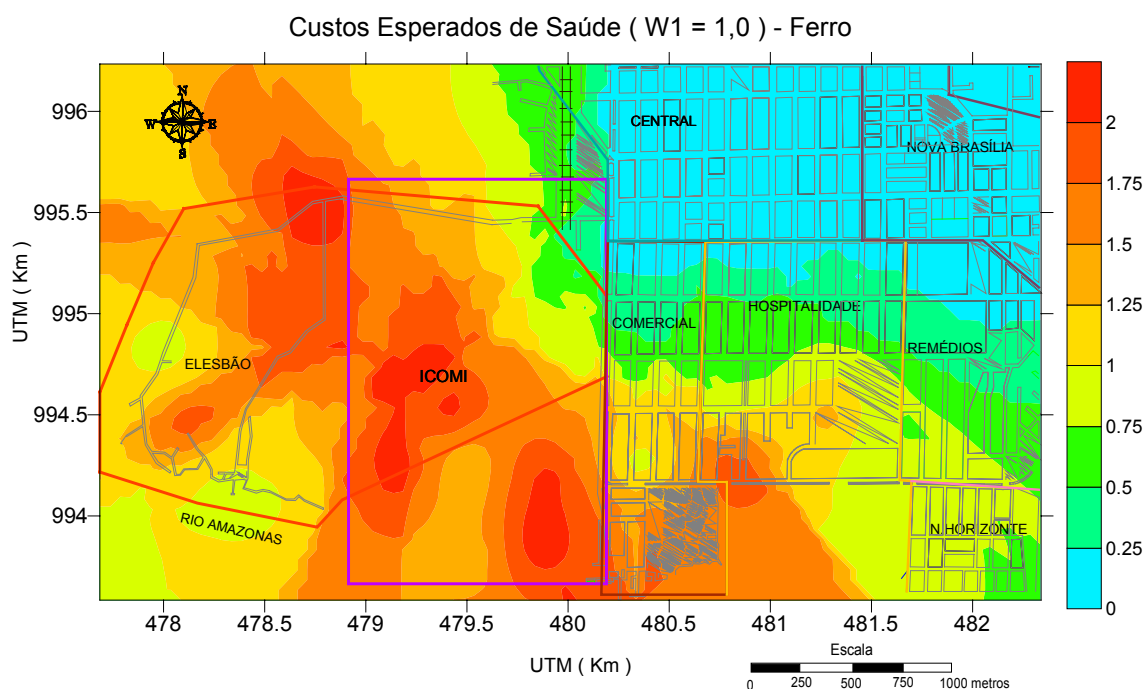 Custos Esperados de Saúde ( W1 = 1,0 ) - Ferro
N
W E
S
CENTRAL
NOVA BRASÍLIA
COMERCIAL
HOSPITALIDADE
REMÉDIOS
ELESBÃO
ICOMI
RIO AMAZONAS
N.HORIZONTE
996
995.5
995
994.5
994
UTM ( Km )
478
478.5
479
479.5
480
480.5
481
481.5
482
UTM ( Km )
2
1.75
1.5
1.25
1
0.75
0.5
0.25
0
Escala
0 250 500 750 1000 metros